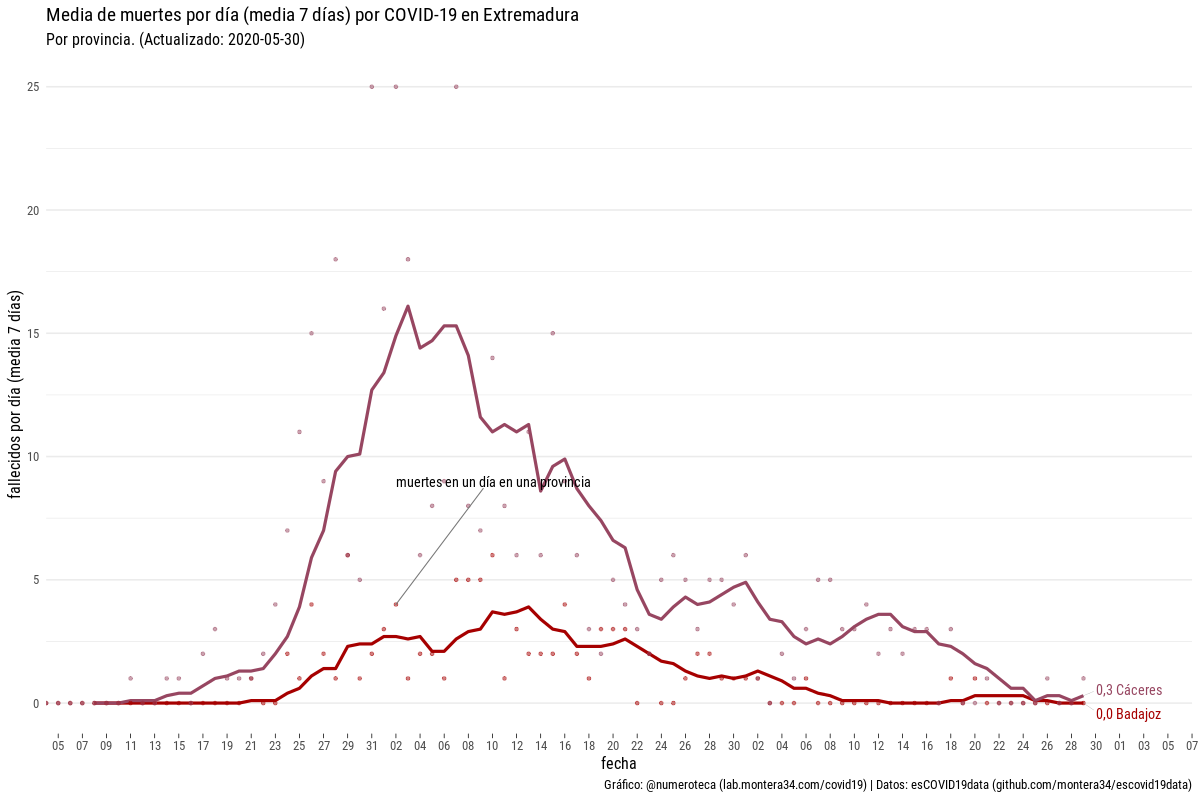 Media de muertes por día (media 7 días) por COVID-19 en Extremadura
Por provincia. (Actualizado: 2020-05-30)
fallecidos por día (media 7 días)
25
20
15
10
5
0
muertes en un día en una provincia
0,3 Cáceres
0,0 Badajoz
05 07 09 11 13 15 17 19 21 23 25 27 29 31 02 04 06 08 10 12 14 16 18 20 22 24 26 28 30 02 04 06 08 10 12 14 16 18 20 22 24 26 28 30 01 03 05 07
fecha
Gráfico: @numeroteca (lab.montera34.com/covid19) | Datos: esCOVID19data (github.com/montera34/escovid19data)